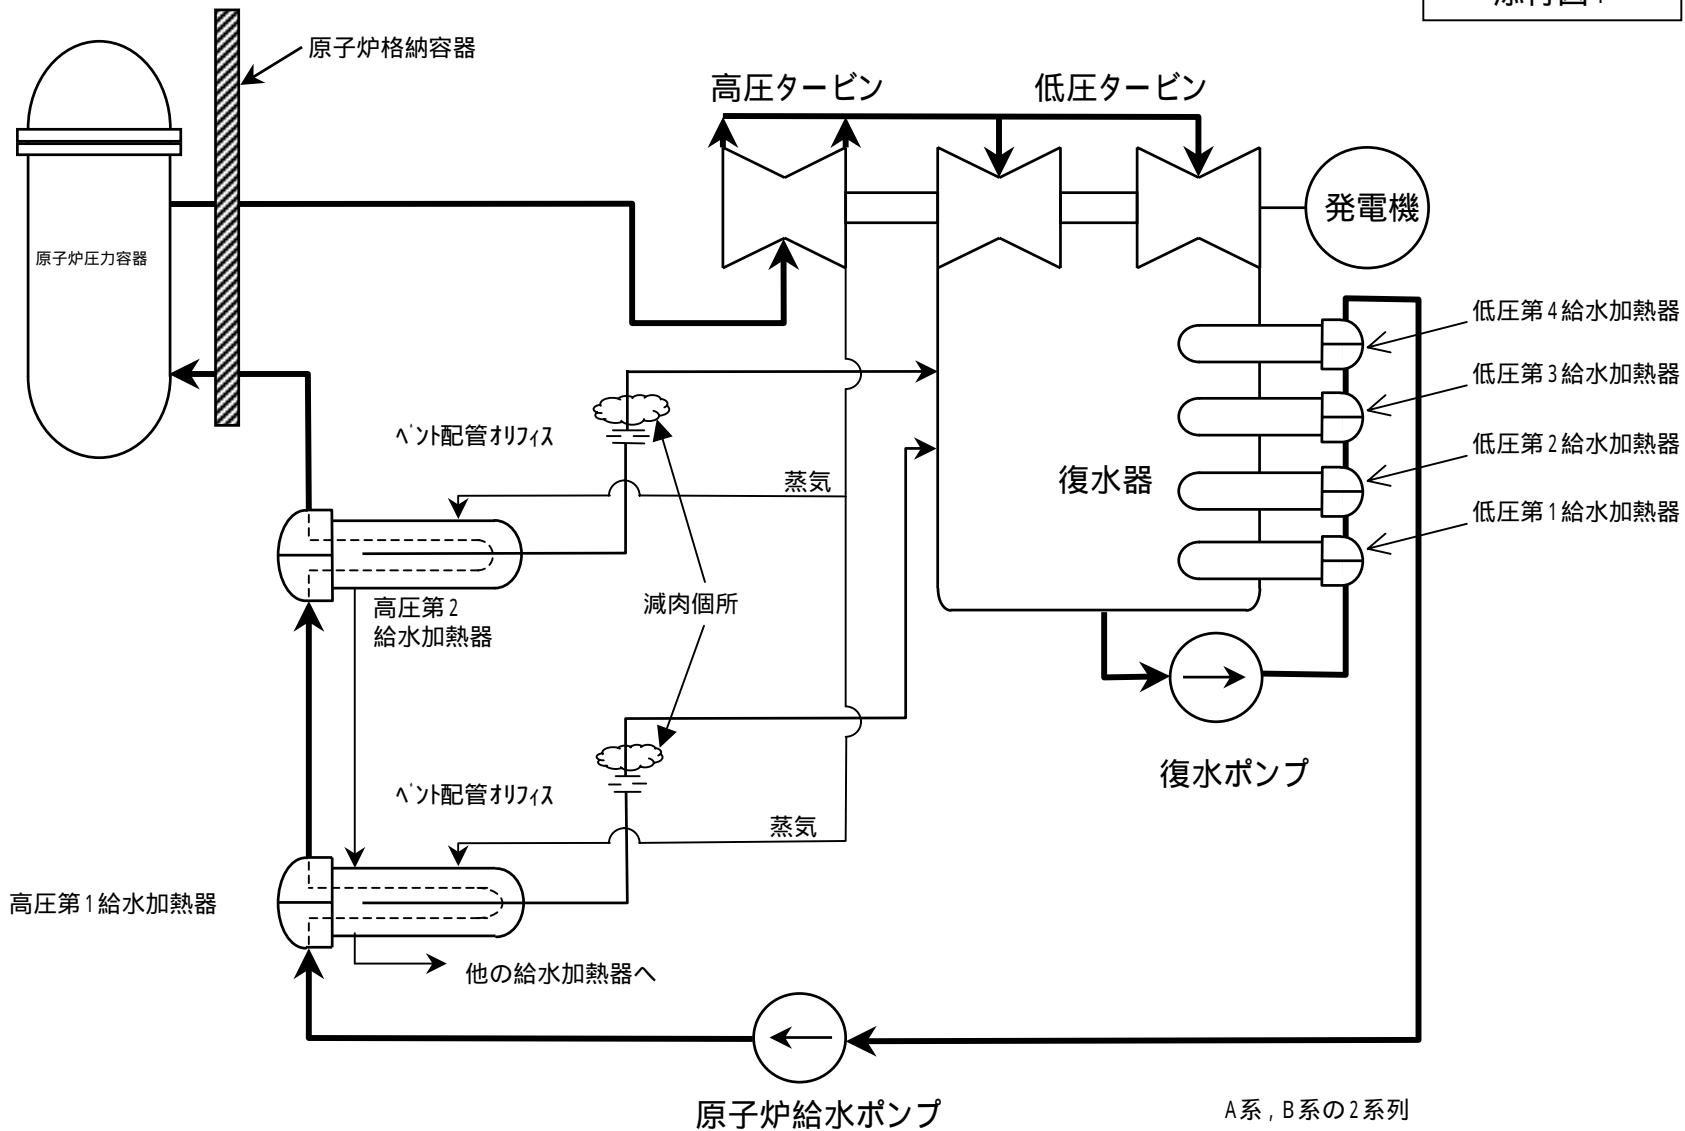 原子炉格納容器
高圧タービン
低圧タービン
発電機
原子炉圧力容器
低圧第4給水加熱器
低圧第3給水加熱器
ベント配管オリフィス
低圧第2給水加熱器
復水器
蒸気
低圧第1給水加熱器
減肉個所
高圧第2
給水加熱器
復水ポンプ
ベント配管オリフィス
蒸気
高圧第1給水加熱器
他の給水加熱器へ
原子炉給水ポンプ
A系,B系の2系列